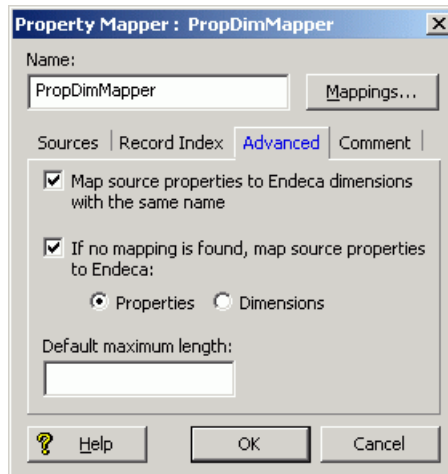 Property Mapper : PropDimMapper
Name:
PropDimMapper
Mappings...
Sources Record Index Advanced Comment
Map source properties to Endeca dimensions
with the same name
If no mapping is found, map source properties
to Endeca:
Properties Dimensions
Default maximum length:
? Help OK Cancel